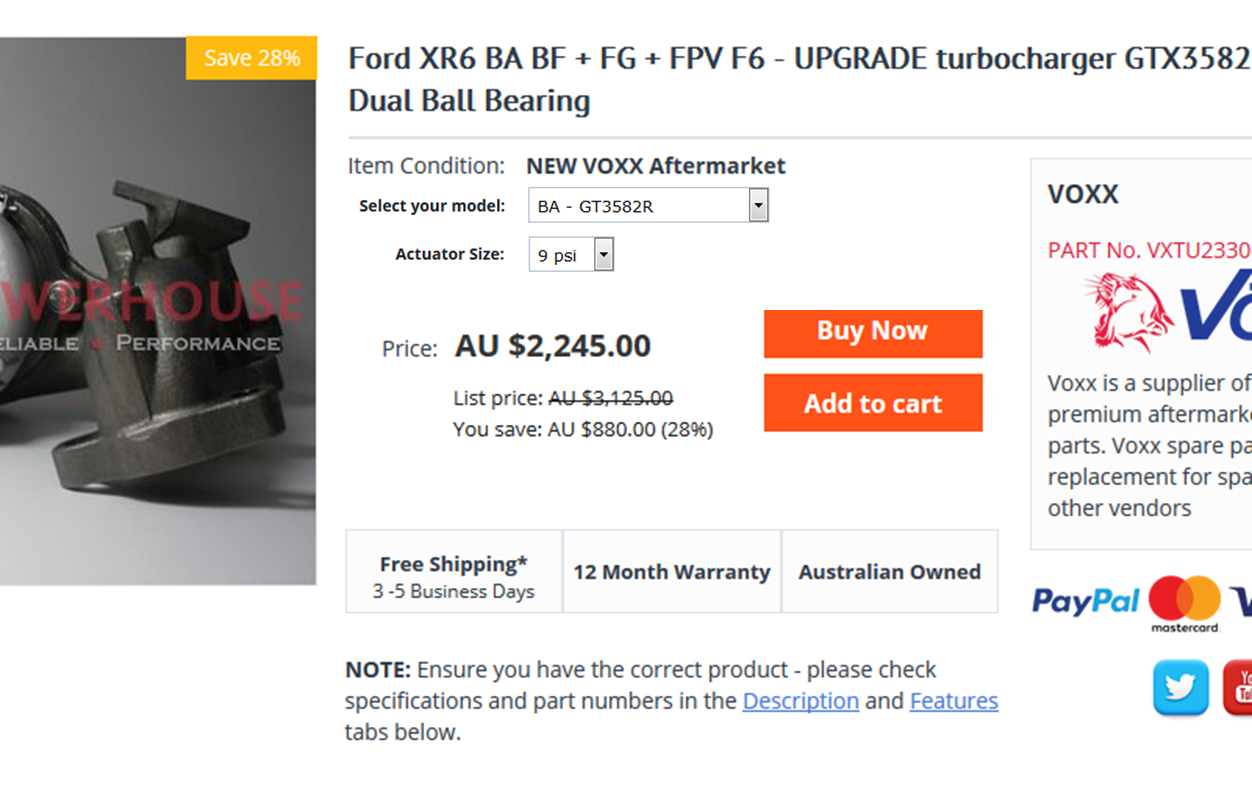 Save 28%
Ford XR6 BA BF + FG + FPV F6 - UPGRADE turbocharger GTX3582
Dual Ball Bearing
Item Condition: NEW VOXX Aftermarket
Select your model: BA - GT3582R
Actuator Size: 9 psi
Price: AU $2,245.00
List price: AU $3,125.00
You save: AU $880.00 (28%)
Buy Now
Add to cart
WERHOUSE
ELIABLE PERFORMANCE
VOXX
PART No. VXTU2330
Voxx is a supplier of
premium aftermarke
parts. Voxx spare pa
replacement for spa
other vendors
Free Shipping*
3 -5 Business Days
12 Month Warranty
Australian Owned
PayPal
mastercard.
NOTE: Ensure you have the correct product - please check
specifications and part numbers in the Description and Features
tabs below.